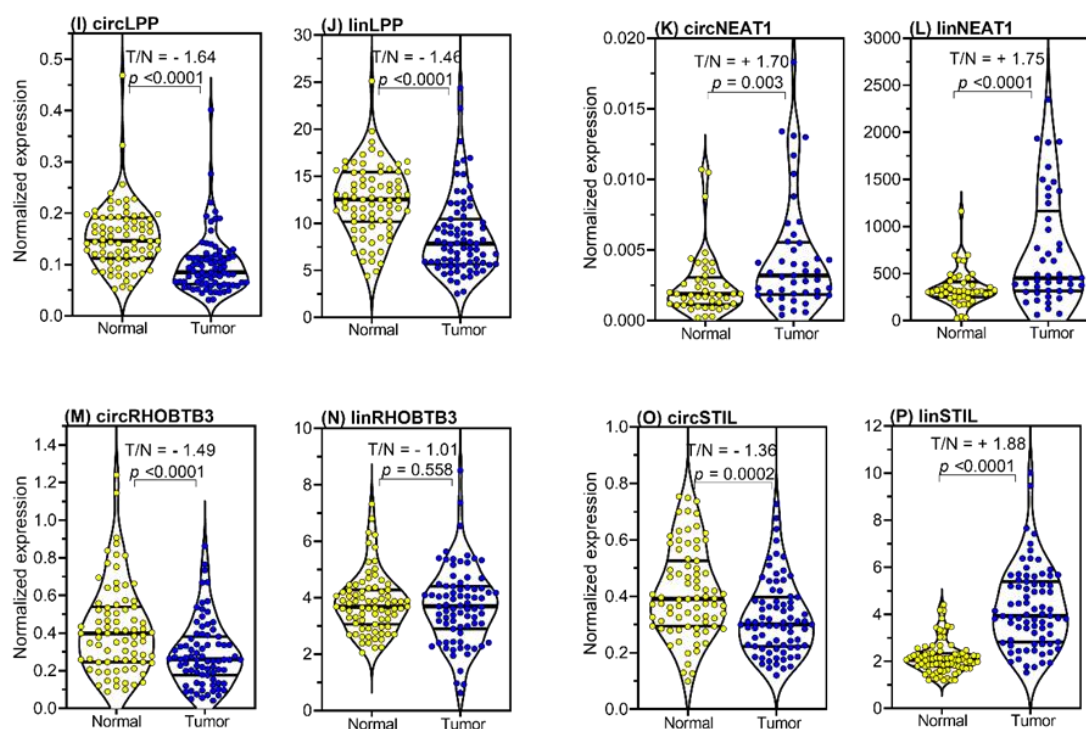 (I) circLPP
Normalized expression
0.5
0.4
0.3
0.2
0.1
0.0
T/N = - 1.64
p <0.0001
Normal
Tumor
(J) linLPP
30
25
20
15
10
5
0
T/N = - 1.46
p <0.0001
Normal
Tumor
(K) circNEAT1
Normalized expression
0.020
0.015
0.010
0.005
0.000
T/N = + 1.70
p = 0.003
Normal
Tumor
(L) linNEAT1
3000
2500
2000
1500
1000
500
0
T/N = + 1.75
p <0.0001
Normal
Tumor
(M) circRHOBTB3
Normalized expression
1.4
1.2
1.0
0.8
0.6
0.4
0.2
0.0
T/N = - 1.49
p <0.0001
Normal
Tumor
(N) linRHOBTB3
10
8
6
4
2
0
T/N = - 1.01
p = 0.558
Normal
Tumor
(O) circSTIL
Normalized expression
1.0
0.8
0.6
0.4
0.2
0.0
T/N = - 1.36
p = 0.0002
Normal
Tumor
(P) linSTIL
12
10
8
6
4
2
0
T/N = + 1.88
p <0.0001
Normal
Tumor